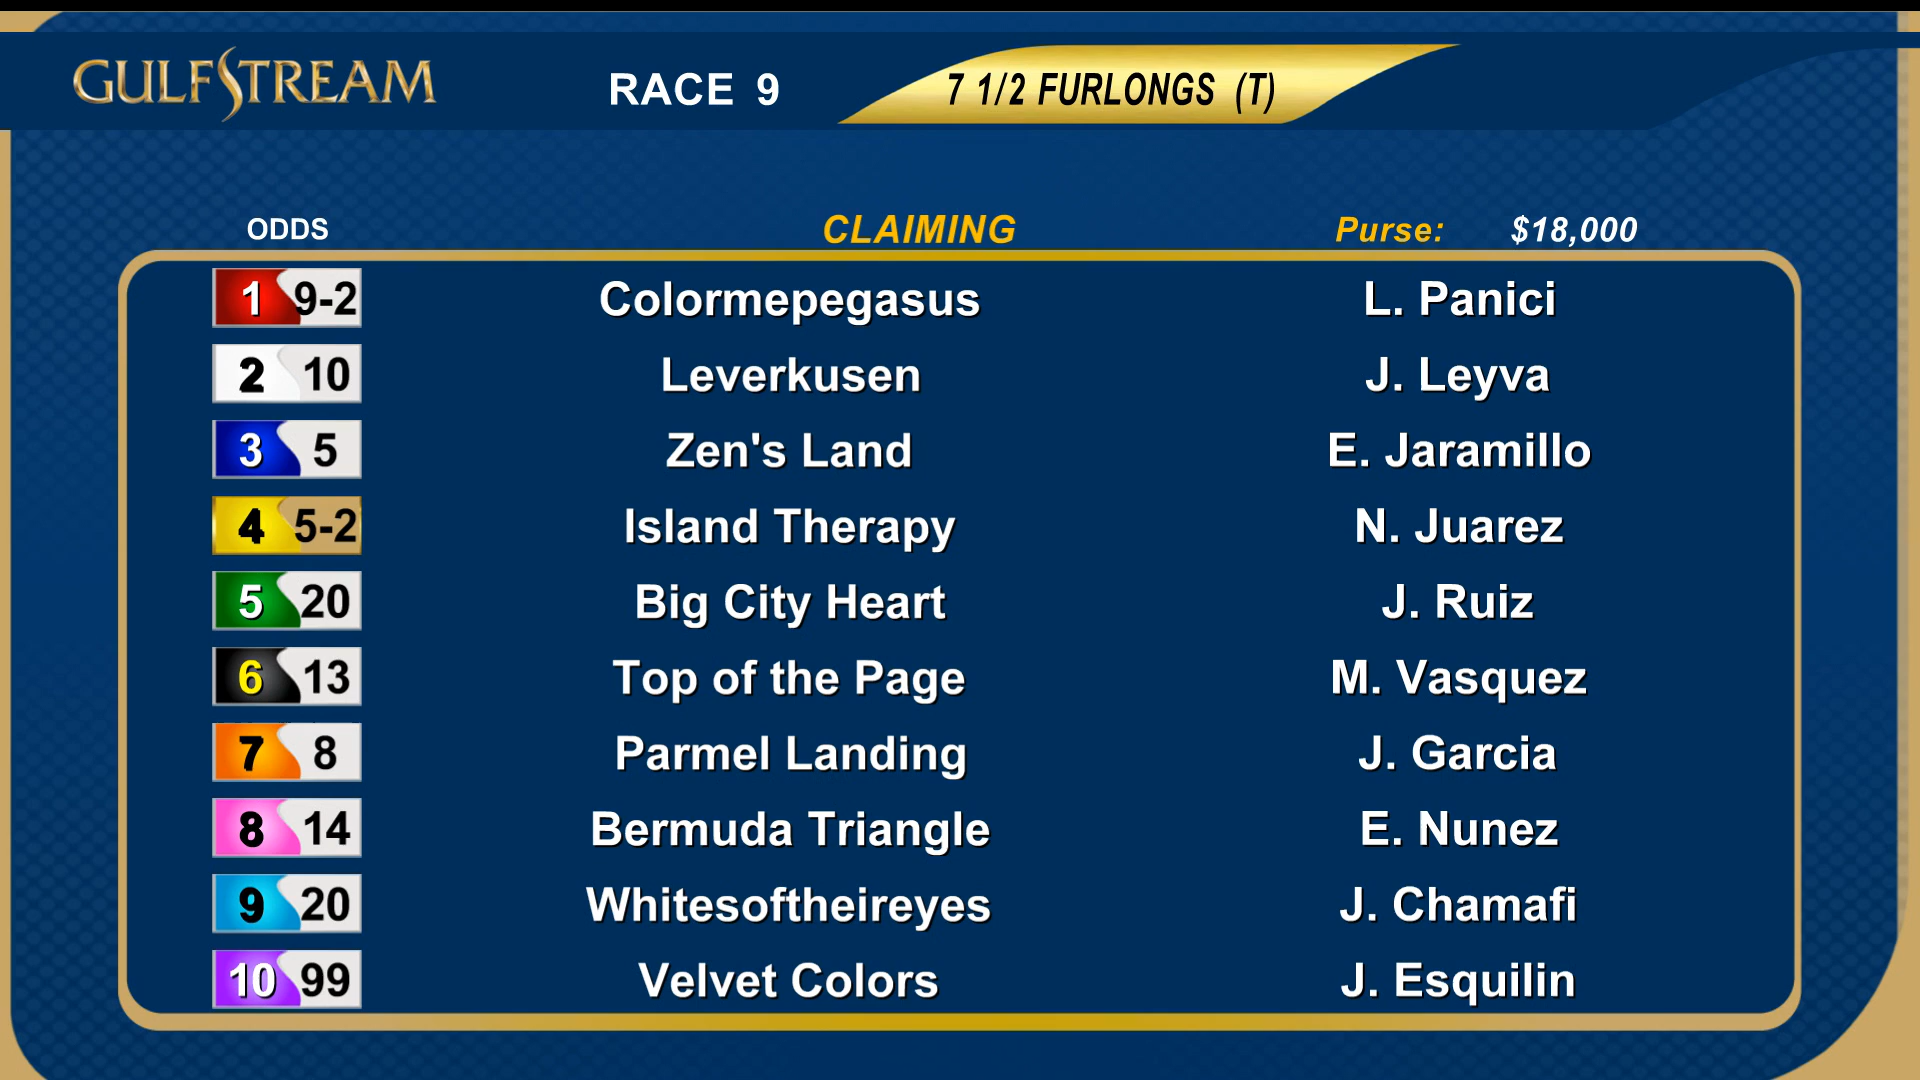 GULFSTREAM RACE 9 7 1/2 FURLONGS (T)
ODDS CLAIMING Purse: $18,000
1 9-2 Colormepegasus L. Panici
2 10 Leverkusen J. Leyva
3 5 Zen's Land E. Jaramillo
4 5-2 Island Therapy N. Juarez
5 20 Big City Heart J. Ruiz
6 13 Top of the Page M. Vasquez
7 8 Parmel Landing J. Garcia
8 14 Bermuda Triangle E. Nunez
9 20 Whitesoftheireyes J. Chamafi
10 99 Velvet Colors J. Esquilin